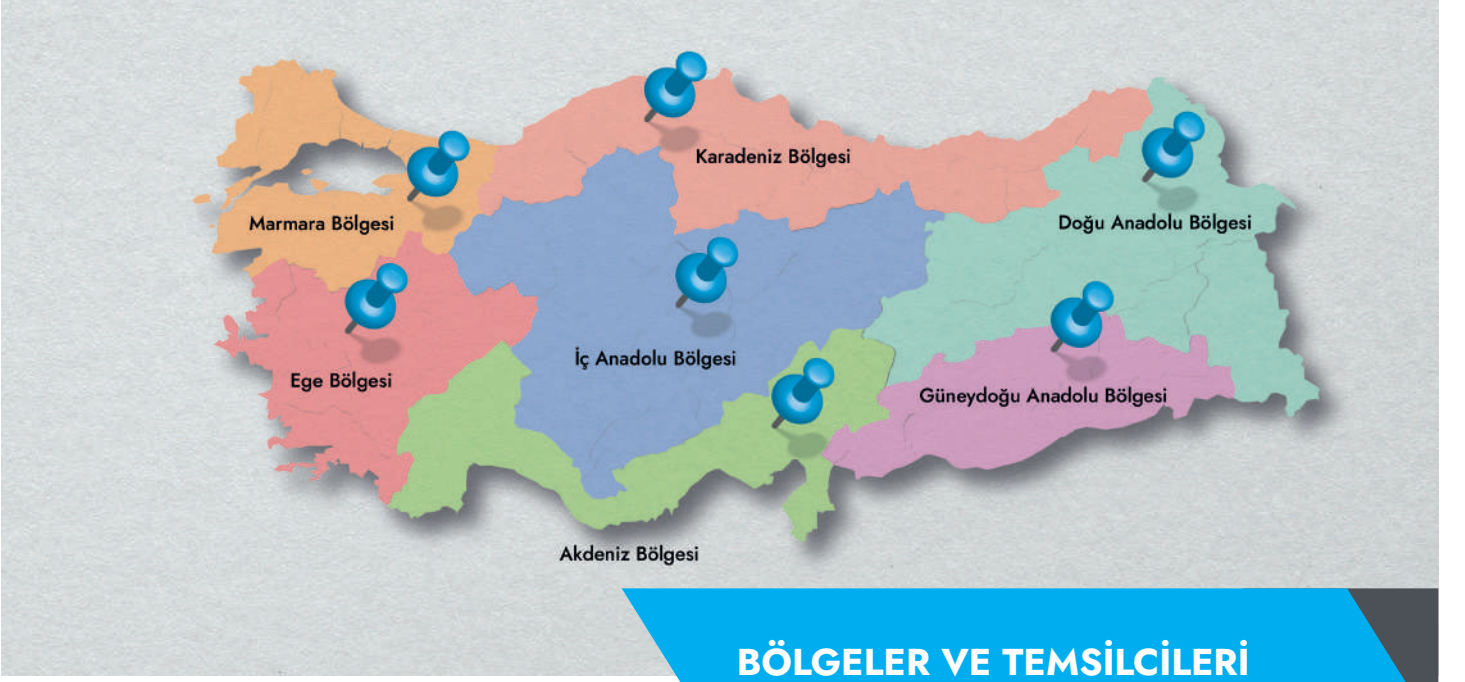 Karadeniz Bölgesi
Marmara Bölgesi
Doğu Anadolu Bölgesi
İç Anadolu Bölgesi
Ege Bölgesi
Güneydoğu Anadolu Bölgesi
Akdeniz Bölgesi
BÖLGELER VE TEMSİLCİLERİ